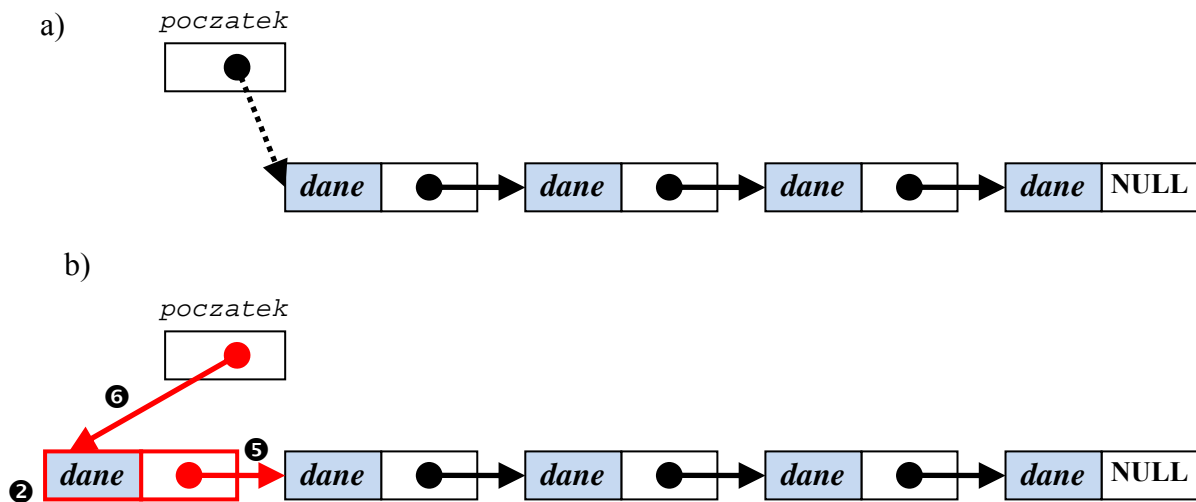 a)
poczatek
dane dane dane dane NULL
b)
poczatek
❻
❺
❷ dane dane dane dane dane NULL